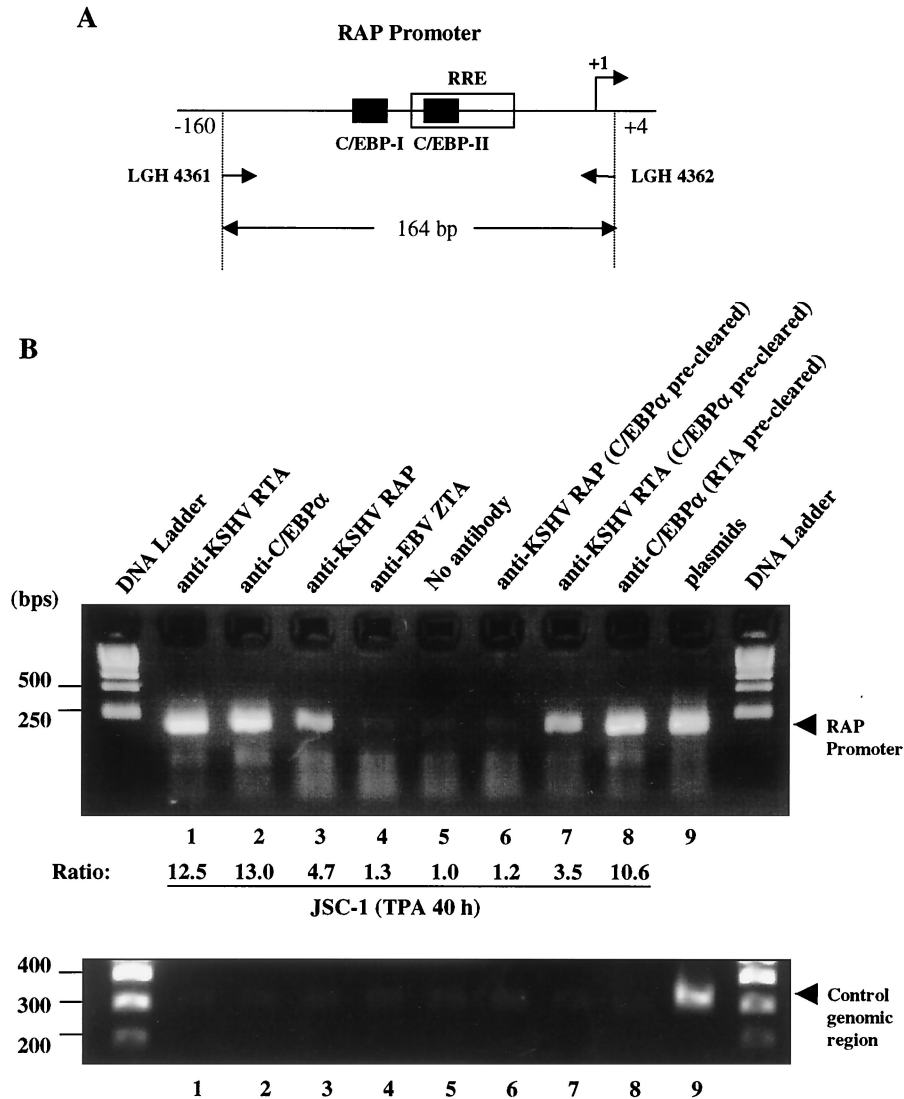 A
RAP Promoter
RRE
+1
-160
+4
C/EBP-I C/EBP-II
LGH 4361
LGH 4362
164 bp
B
DNA Ladder
anti-KSHV RTA
anti-C/EBPα
anti-KSHV RAP
anti-EBV ZTA
No antibody
anti-KSHV RAP (C/EBPα pre-cleared)
anti-KSHV RTA (C/EBPα pre-cleared)
anti-C/EBPα (RTA pre-cleared)
plasmids
DNA Ladder
(bps)
500
250
RAP
Promoter
1 2 3 4 5 6 7 8 9
Ratio: 12.5 13.0 4.7 1.3 1.0 1.2 3.5 10.6
JSC-1 (TPA 40 h)
400
300
200
Control
genomic
region
1 2 3 4 5 6 7 8 9